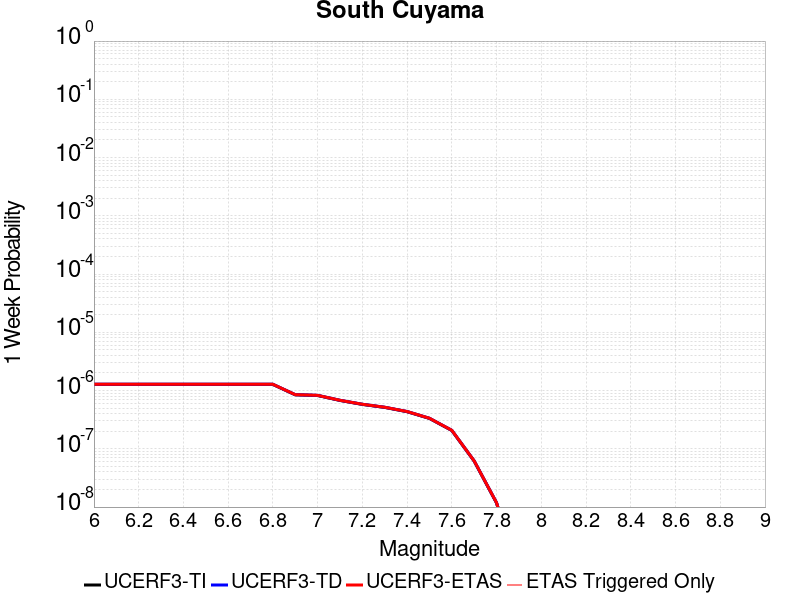 South Cuyama
10 0
10 -1
10 -2
10 -3
10 -4
10 -5
10 -6
10 -7
10 -8
1 Week Probability
6 6.2 6.4 6.6 6.8 7 7.2 7.4 7.6 7.8 8 8.2 8.4 8.6 8.8 9
Magnitude
UCERF3-TI UCERF3-TD UCERF3-ETAS ETAS Triggered Only